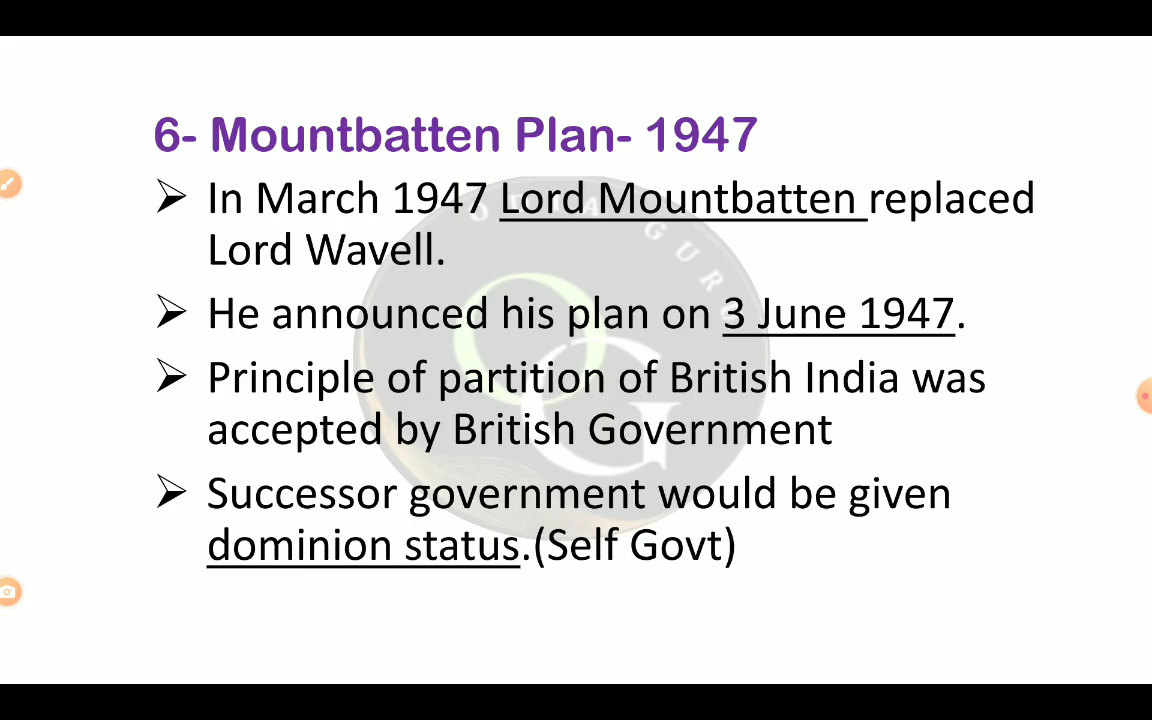 6- Mountbatten Plan- 1947
➢ In March 1947 Lord Mountbatten replaced
Lord Wavell.
➢ He announced his plan on 3 June 1947.
➢ Principle of partition of British India was
accepted by British Government
➢ Successor government would be given
dominion status.(Self Govt)